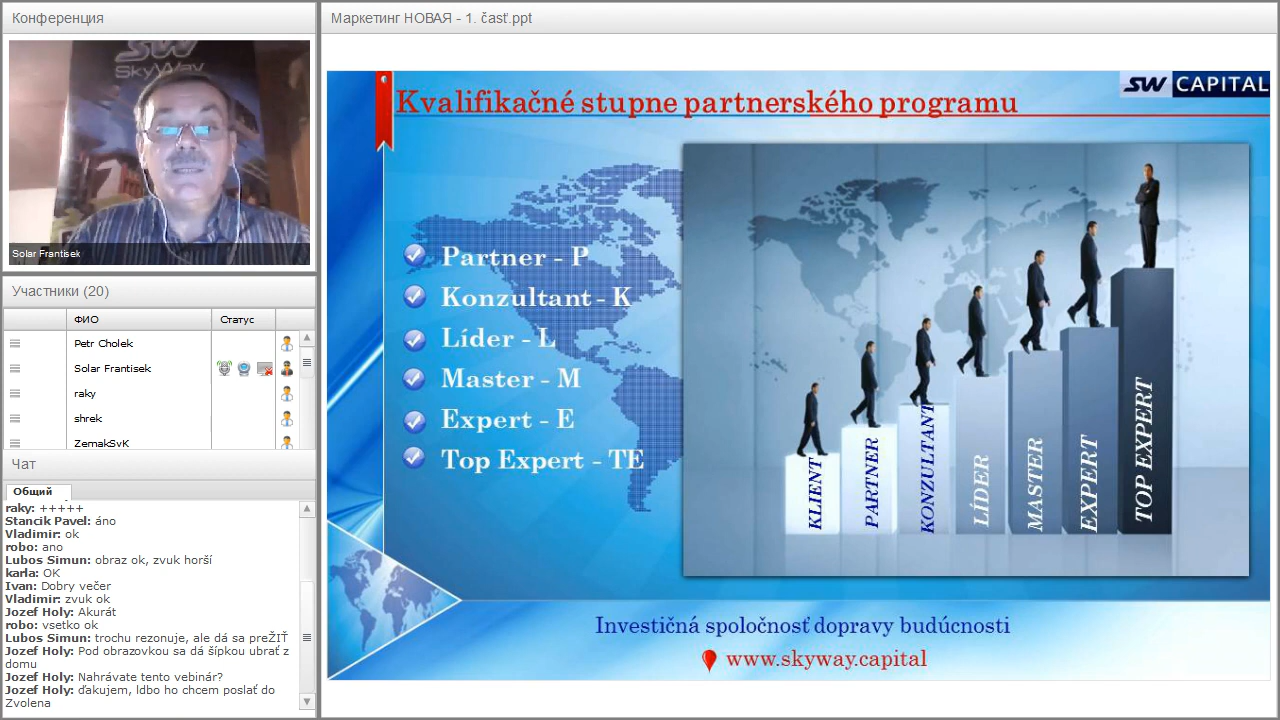 Конференция
SW
SkyWay
Solar Frantisek
Участники (20)
ФИО
Статус
Petr Cholek
Solar Frantisek
raky
shrek
ZemakSvK
Чат
Общий
raky: +++++
Stancik Pavel: áno
Vladimir: ok
robo: ano
Lubos Simun: obraz ok, zvuk horší
karla: OK
Ivan: Dobry večer
Vladimir: zvuk ok
Jozef Holy: Akurát
robo: vsetko ok
Lubos Simun: trochu rezonuje, ale dá sa preŽIŤ
Jozef Holy: Pod obrazovkou sa dá šípkou ubrať z
domu
Jozef Holy: Nahrávate tento vebinár?
Jozef Holy: ďakujem, ldbo ho chcem poslať do
Zvolena
Маркетинг НОВАЯ - 1. časť.ppt
SW CAPITAL
Kvalifikačné stupne partnerského programu
Partner - P
Konzultant - K
Líder - L
Master - M
Expert - E
Top Expert - TE
KLIENT
PARTNER
KONZULTANT
LÍDER
MASTER
EXPERT
TOP EXPERT
Investičná spoločnosť dopravy budúcnosti
www.skyway.capital